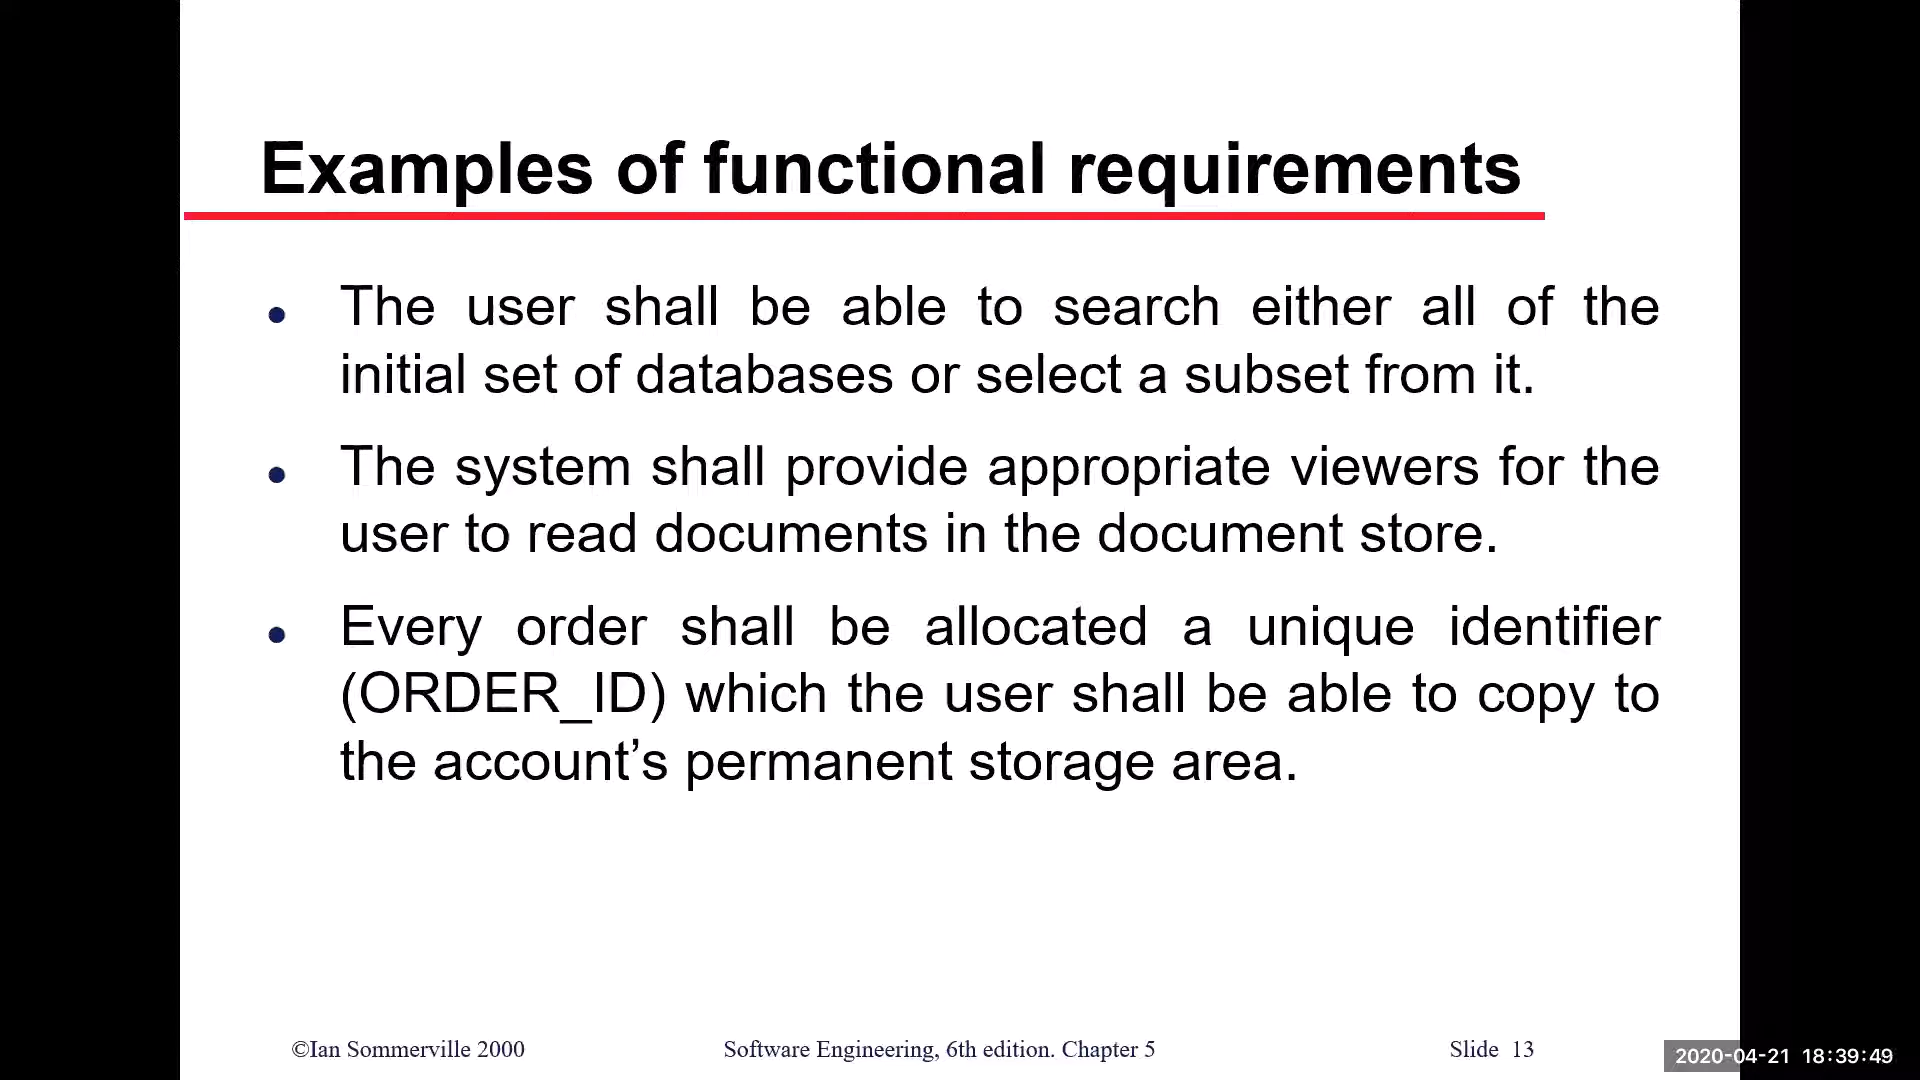 Examples of functional requirements
● The user shall be able to search either all of the
initial set of databases or select a subset from it.
● The system shall provide appropriate viewers for the
user to read documents in the document store.
● Every order shall be allocated a unique identifier
(ORDER_ID) which the user shall be able to copy to
the account’s permanent storage area.
©Ian Sommerville 2000
Software Engineering, 6th edition. Chapter 5
Slide 13
2020-04-21 18:39:49